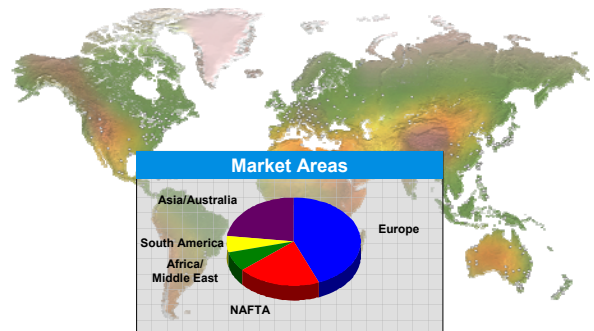 Market Areas
Asia/Australia
Europe
South America
Africa/
Middle East
NAFTA